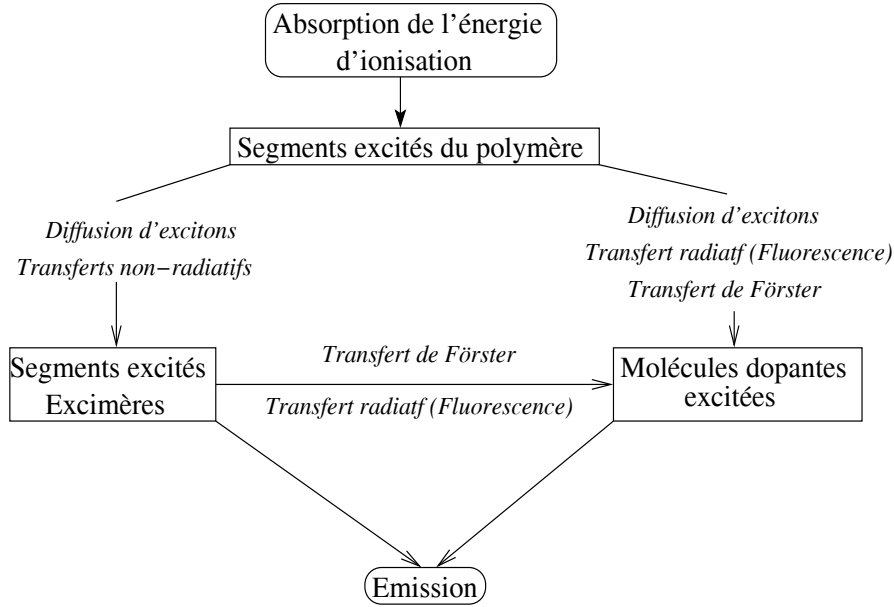 Absorption de l'énergie
d'ionisation
Segments excités du polymère
Diffusion d'excitons
Transferts non−radiatifs
Diffusion d'excitons
Transfert radiatf (Fluorescence)
Transfert de Förster
Segments excités
Excimères
Transfert de Förster
Transfert radiatf (Fluorescence)
Molécules dopantes
excitées
Emission